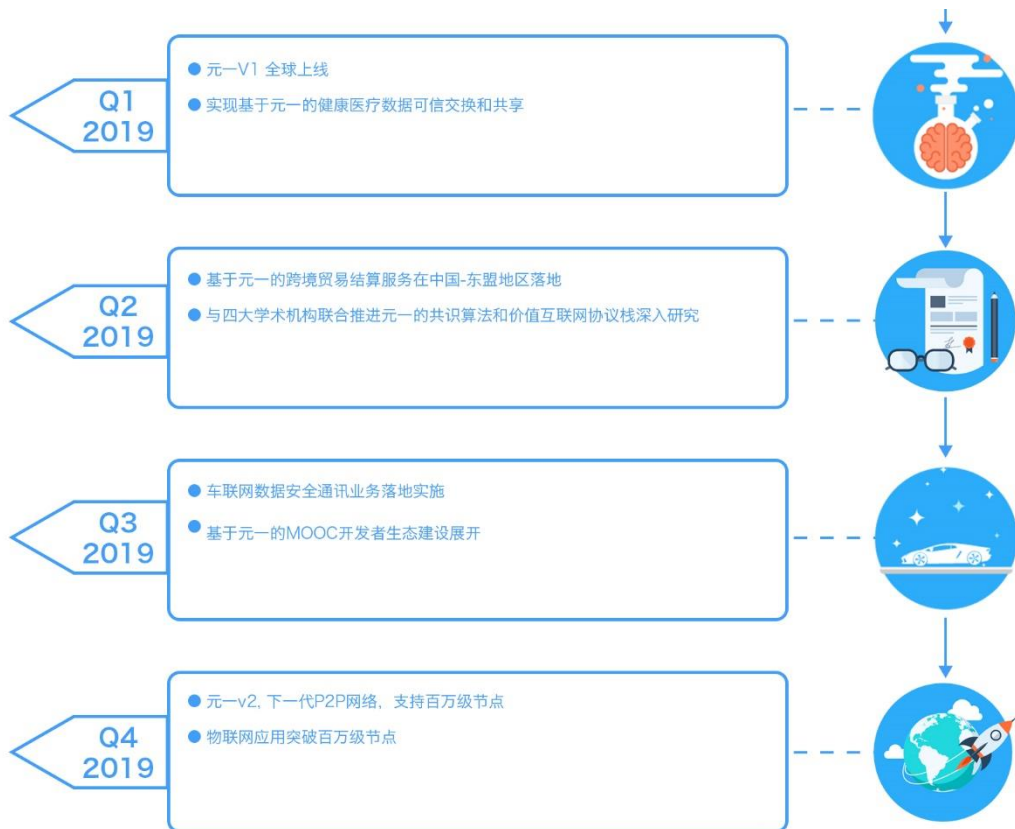 Q1
2019
元一V1 全球上线
实现基于元一的健康医疗数据可信交换和共享
Q2
2019
基于元一的跨境贸易结算服务在中国-东盟地区落地
与四大学术机构联合推进元一的共识算法和价值互联网协议栈深入研究
Q3
2019
车联网数据安全通讯业务落地实施
基于元一的MOOC开发者生态建设展开
Q4
2019
元一v2, 下一代P2P网络，支持百万级节点
物联网应用突破百万级节点